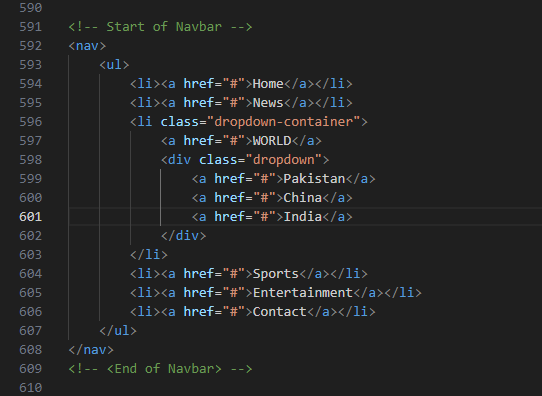 590
591 <!-- Start of Navbar -->
592 <nav>
593 <ul>
594 <li><a href="#">Home</a></li>
595 <li><a href="#">News</a></li>
596 <li class="dropdown-container">
597 <a href="#">WORLD</a>
598 <div class="dropdown">
599 <a href="#">Pakistan</a>
600 <a href="#">China</a>
601 <a href="#">India</a>
602 </div>
603 </li>
604 <li><a href="#">Sports</a></li>
605 <li><a href="#">Entertainment</a></li>
606 <li><a href="#">Contact</a></li>
607 </ul>
608 </nav>
609 <!-- <End of Navbar> -->
610